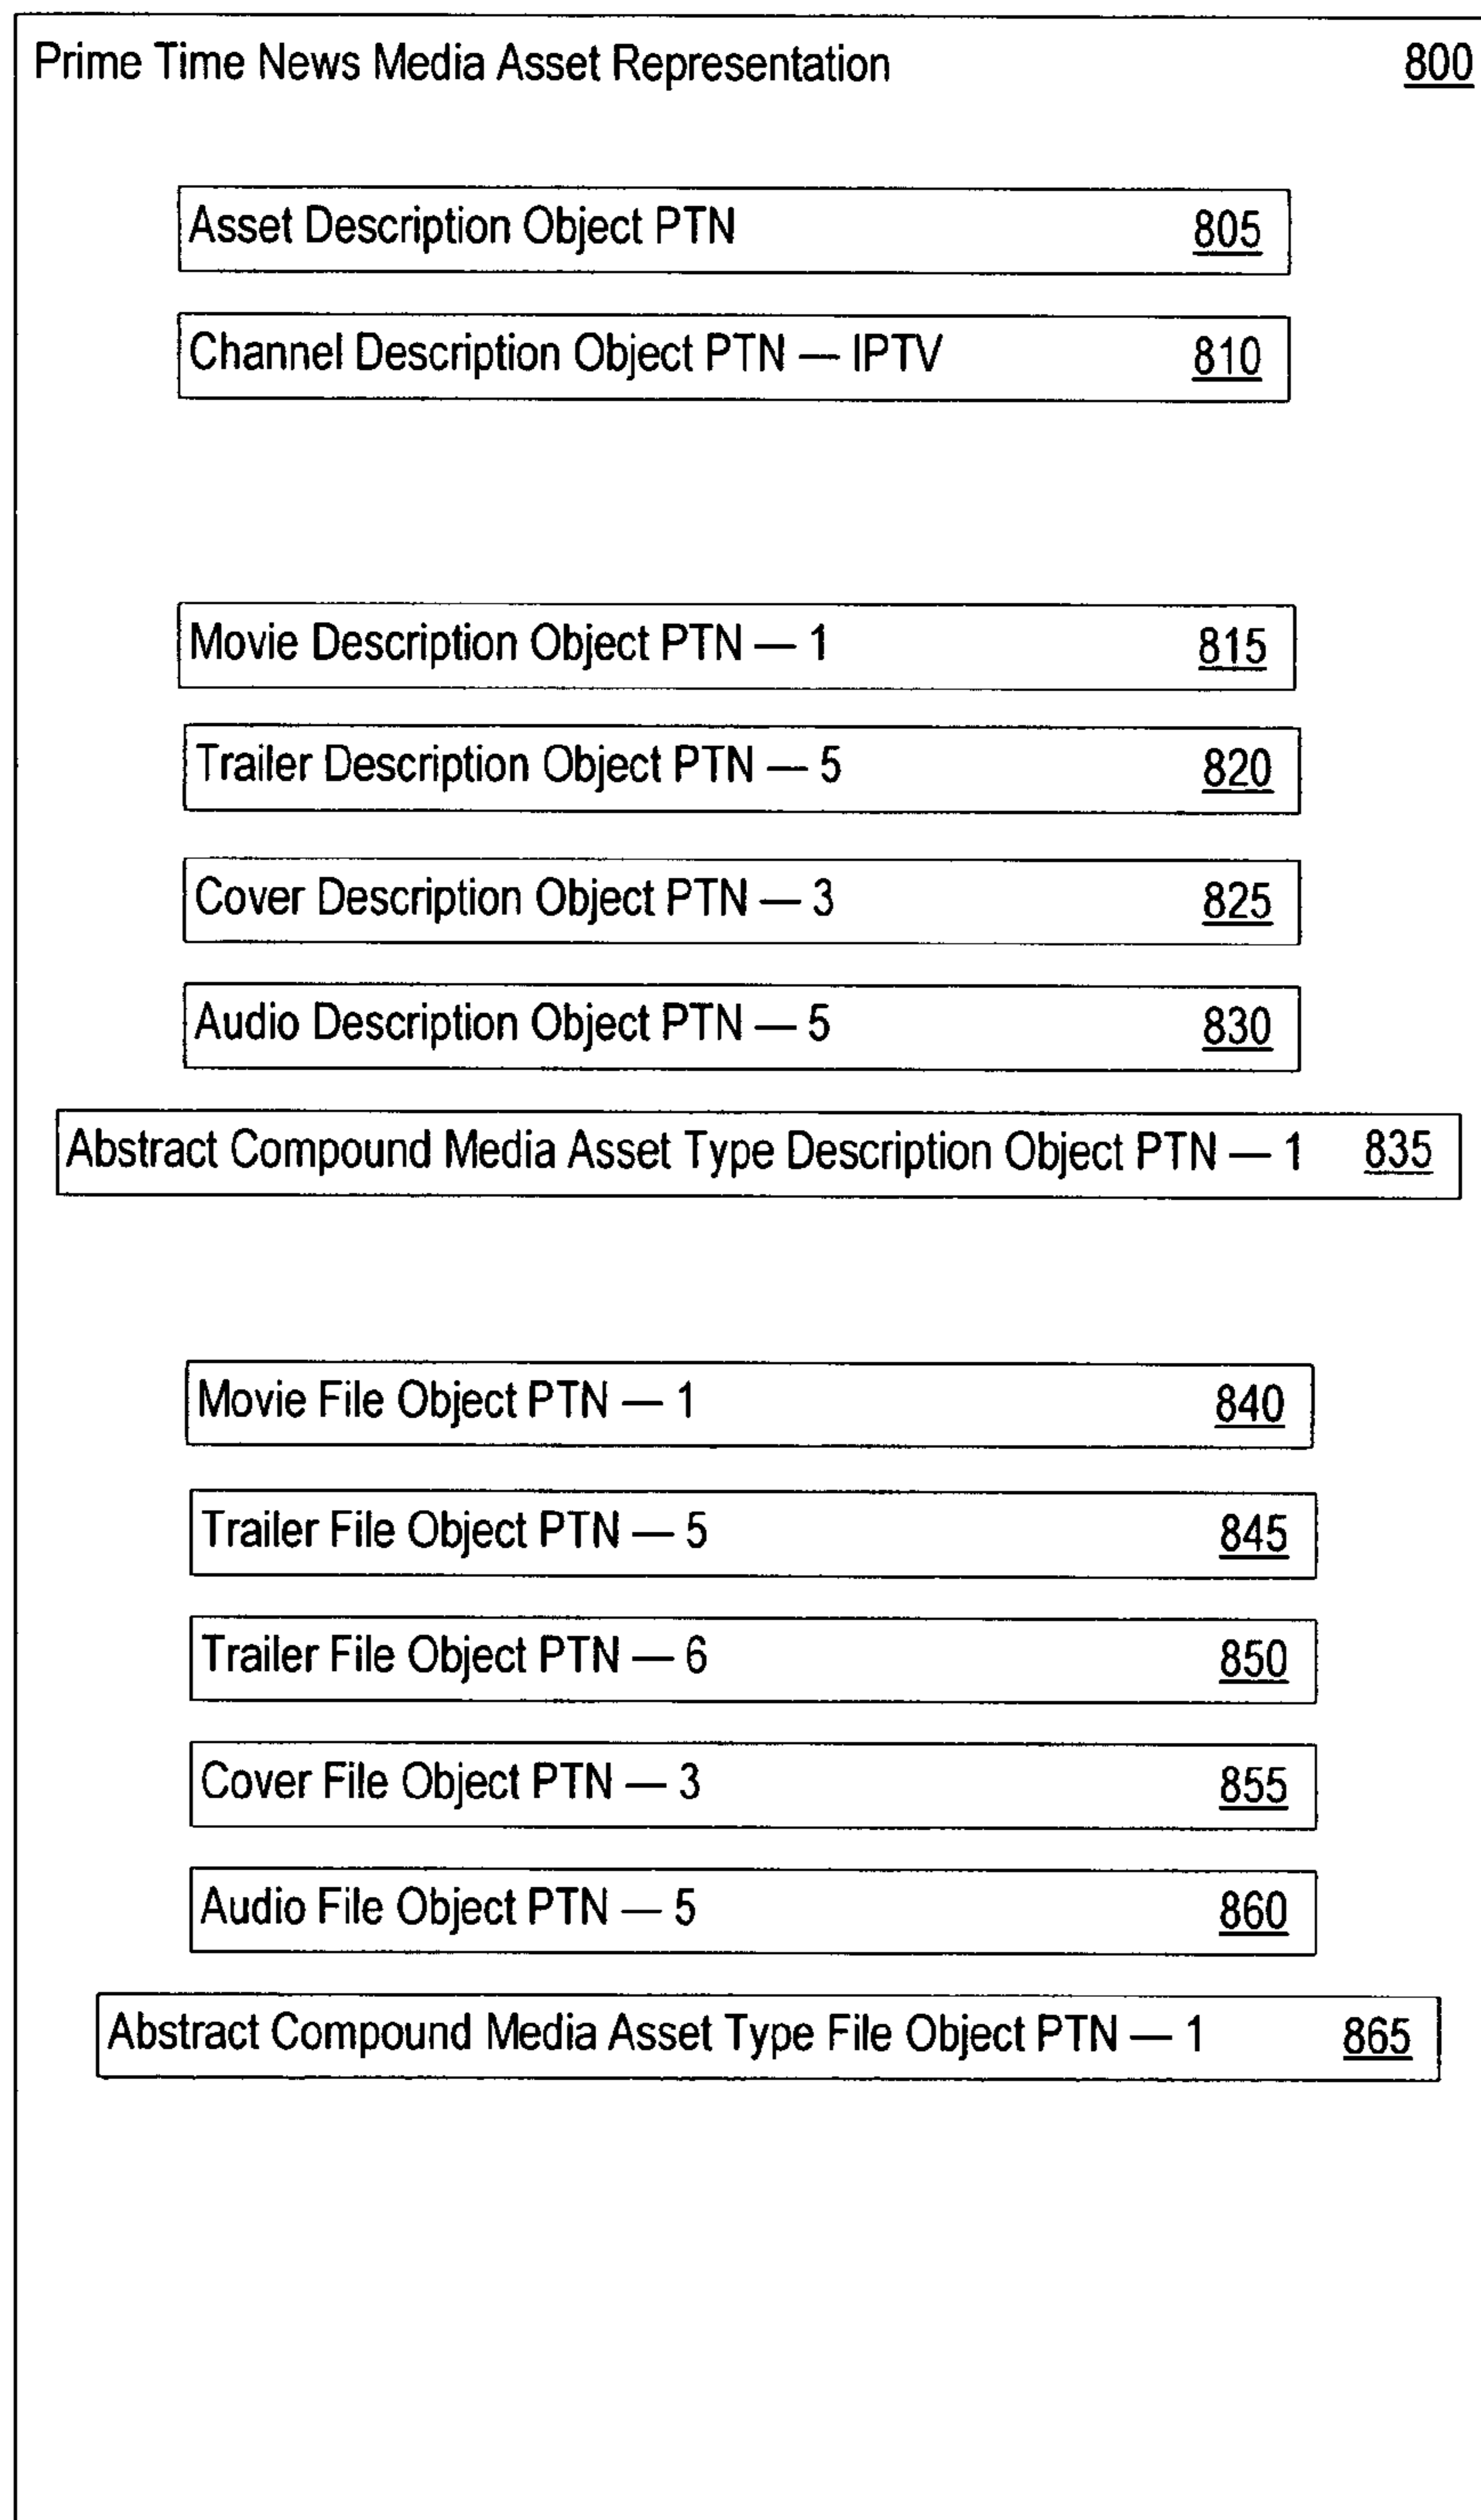 Prime Time News Media Asset Representation 800
Asset Description Object PTN 805
Channel Description Object PTN — IPTV 810
Movie Description Object PTN — 1 815
Trailer Description Object PTN — 5 820
Cover Description Object PTN — 3 825
Audio Description Object PTN — 5 830
Abstract Compound Media Asset Type Description Object PTN — 1 835
Movie File Object PTN — 1 840
Trailer File Object PTN — 5 845
Trailer File Object PTN — 6 850
Cover File Object PTN — 3 855
Audio File Object PTN — 5 860
Abstract Compound Media Asset Type File Object PTN — 1 865